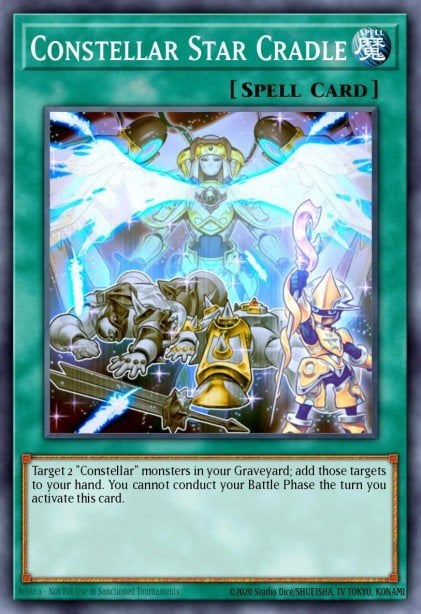 Constellar Star Cradle
SPELL
魔
[ Spell Card ]
Target 2 "Constellar" monsters in your Graveyard; add those targets
to your hand. You cannot conduct your Battle Phase the turn you
activate this card.
Replica - Not For Use in Sanctioned Tournaments
©2020 Studio Dice/SHUEISHA, TV TOKYO, KONAMI